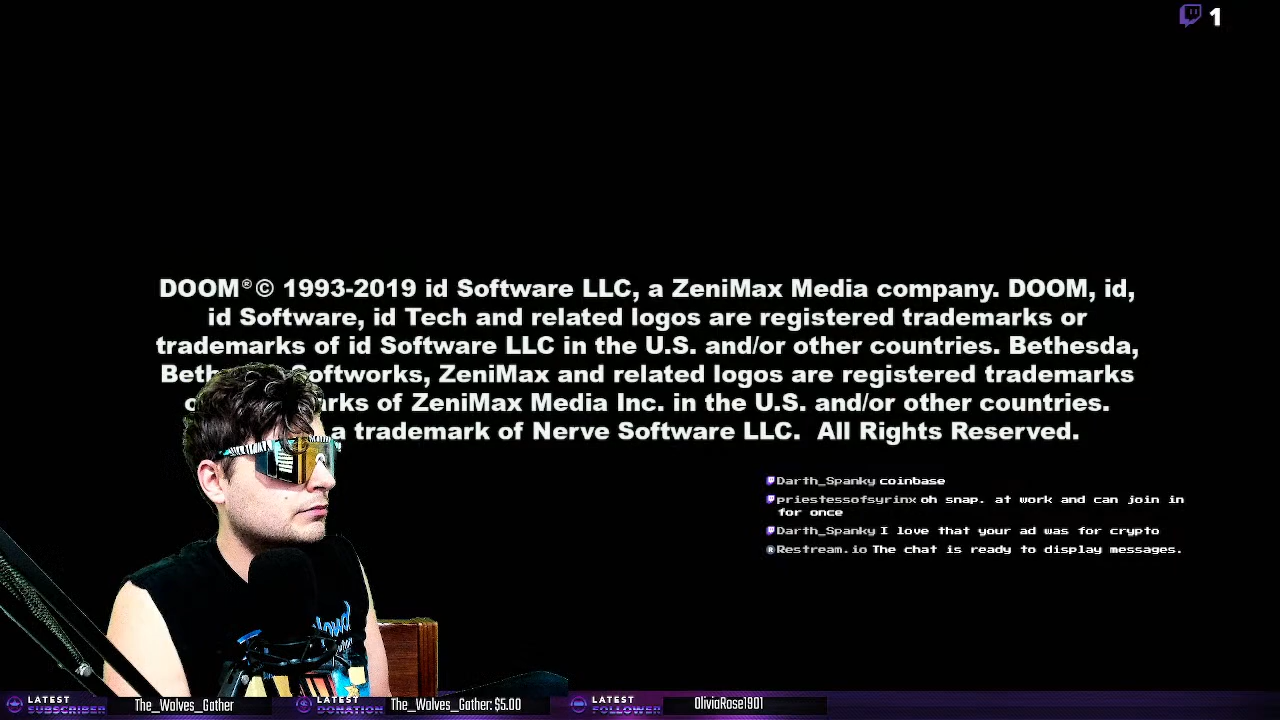 1
DOOM®© 1993-2019 id Software LLC, a ZeniMax Media company. DOOM, id,
id Software, id Tech and related logos are registered trademarks or
trademarks of id Software LLC in the U.S. and/or other countries. Bethesda,
Beth Softworks, ZeniMax and related logos are registered trademarks
o rks of ZeniMax Media Inc. in the U.S. and/or other countries.
a trademark of Nerve Software LLC. All Rights Reserved.
Darth_Spanky coinbase
priestessofsyrinx oh snap. at work and can join in
for once
Darth_Spanky I love that your ad was for crypto
Restream.io The chat is ready to display messages.
LATEST SUBSCRIBER The_Wolves_Gather LATEST DONATION The_Wolves_Gather: $5.00 LATEST FOLLOWER OliviaRose1901